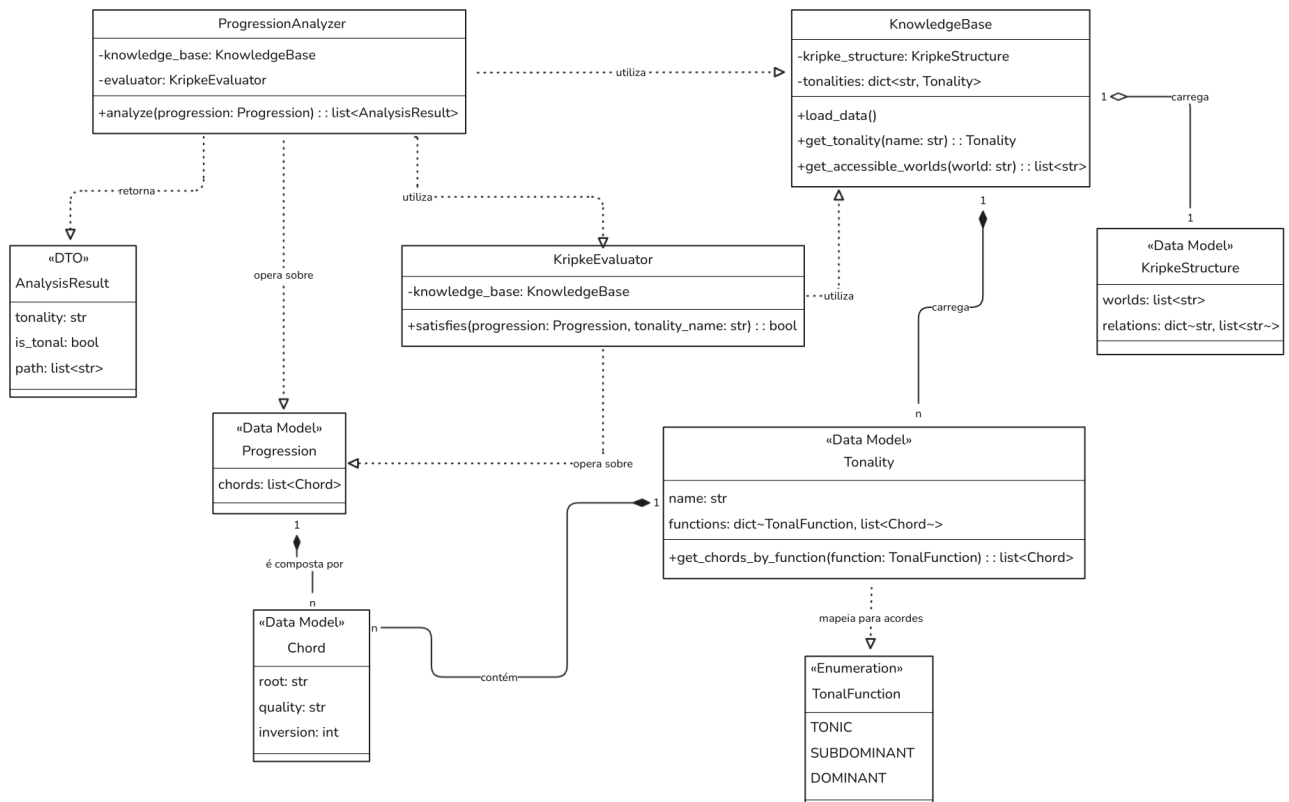 ProgressionAnalyzer
-knowledge_base: KnowledgeBase
-evaluator: KripkeEvaluator
+analyze(progression: Progression) : : list<AnalysisResult>
utiliza
KnowledgeBase
-kripke_structure: KripkeStructure
-tonalities: dict<str, Tonality>
+load_data()
+get_tonality(name: str) : : Tonality
+get_accessible_worlds(world: str) : : list<str>
1
carrega
1
retorna
utiliza
1
«DTO»
AnalysisResult
tonality: str
is_tonal: bool
path: list<str>
opera sobre
KripkeEvaluator
-knowledge_base: KnowledgeBase
+satisfies(progression: Progression, tonality_name: str) : : bool
utiliza
carrega
n
«Data Model»
KripkeStructure
worlds: list<str>
relations: dict~str, list<str~>
«Data Model»
Progression
chords: list<Chord>
opera sobre
1
é composta por
n
«Data Model»
Tonality
name: str
functions: dict~TonalFunction, list<Chord~>
+get_chords_by_function(function: TonalFunction) : : list<Chord>
1
contém
n
«Data Model»
Chord
root: str
quality: str
inversion: int
mapeia para acordes
«Enumeration»
TonalFunction
TONIC
SUBDOMINANT
DOMINANT